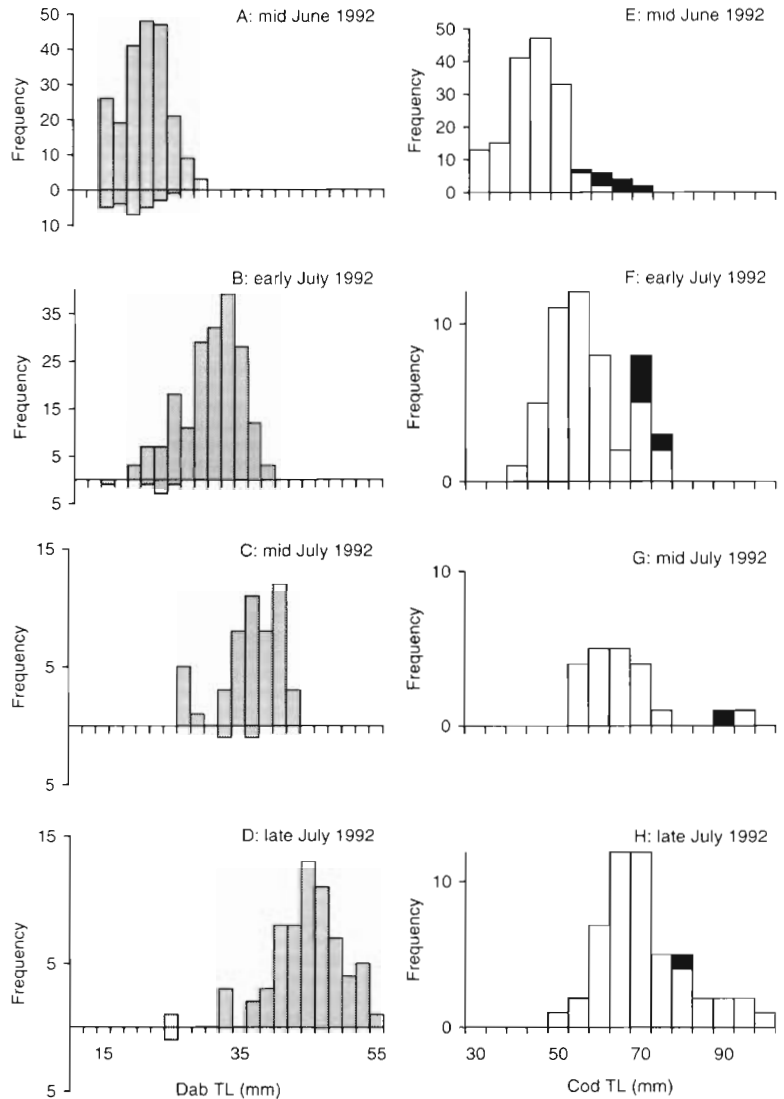 A: mid June 1992
50
40
30
20
10
0
10
Frequency
E: mid June 1992
50
40
30
20
10
0
Frequency
B: early July 1992
35
25
15
5
5
Frequency
F: early July 1992
10
0
Frequency
C: mid July 1992
15
5
5
Frequency
G: mid July 1992
10
0
Frequency
D: late July 1992
15
5
5
Frequency
15
35
55
Dab TL (mm)
H: late July 1992
10
0
Frequency
30
50
70
90
Cod TL (mm)